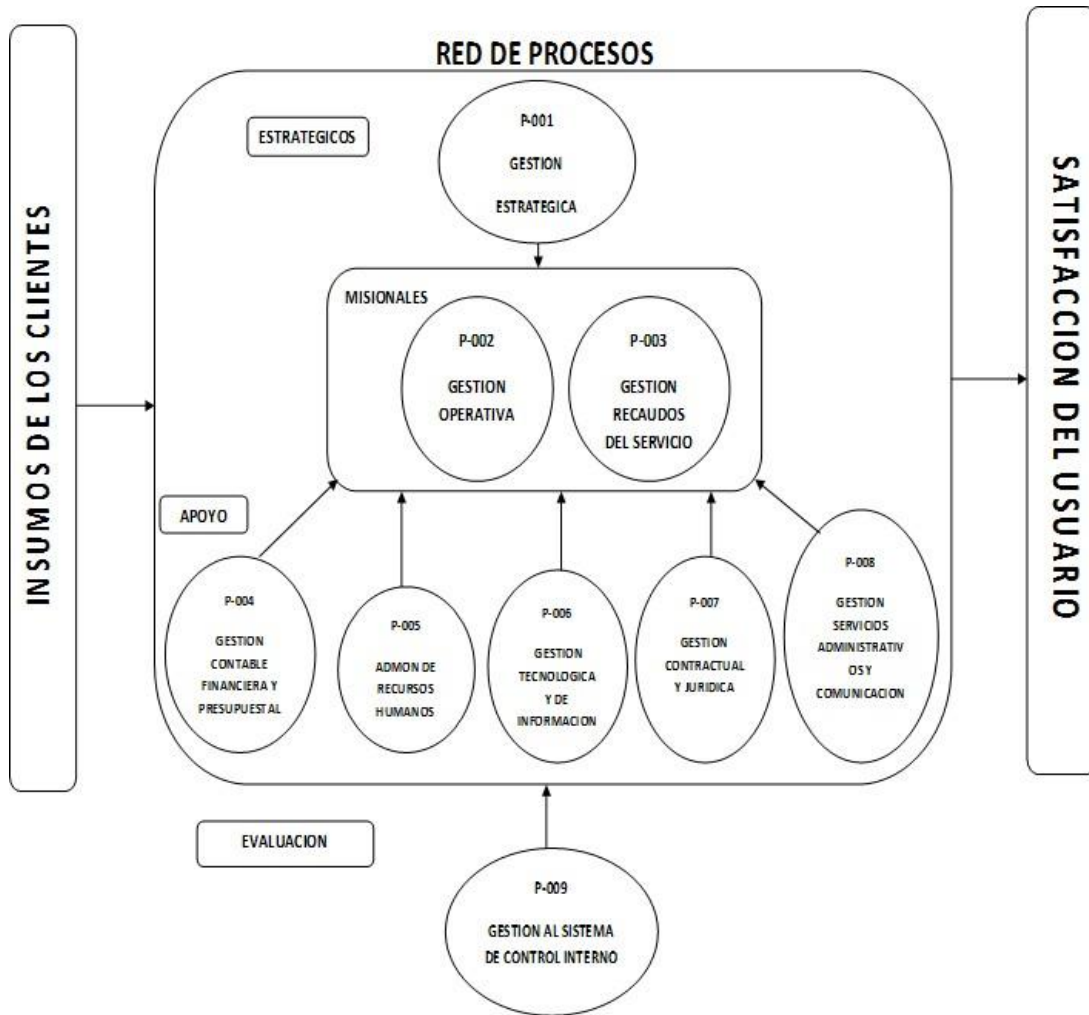 RED DE PROCESOS
INSUMOS DE LOS CLIENTES
ESTRATEGICOS
P-001
GESTION
ESTRATEGICA
MISIONALES
P-002
GESTION
OPERATIVA
P-003
GESTION
RECAUDOS
DEL SERVICIO
APOYO
P-004
GESTION
CONTABLE
FINANCIERA Y
PRESUPUESTAL
P-005
ADMON DE
RECURSOS
HUMANOS
P-006
GESTION
TECNOLOGICA
Y DE
INFORMACION
P-007
GESTION
CONTRACTUAL
Y JURIDICA
P-008
GESTION
SERVICIOS
ADMINISTRATIV
OS Y
COMUNICACION
EVALUACION
P-009
GESTION AL SISTEMA
DE CONTROL INTERNO
SATISFACCION DEL USUARIO